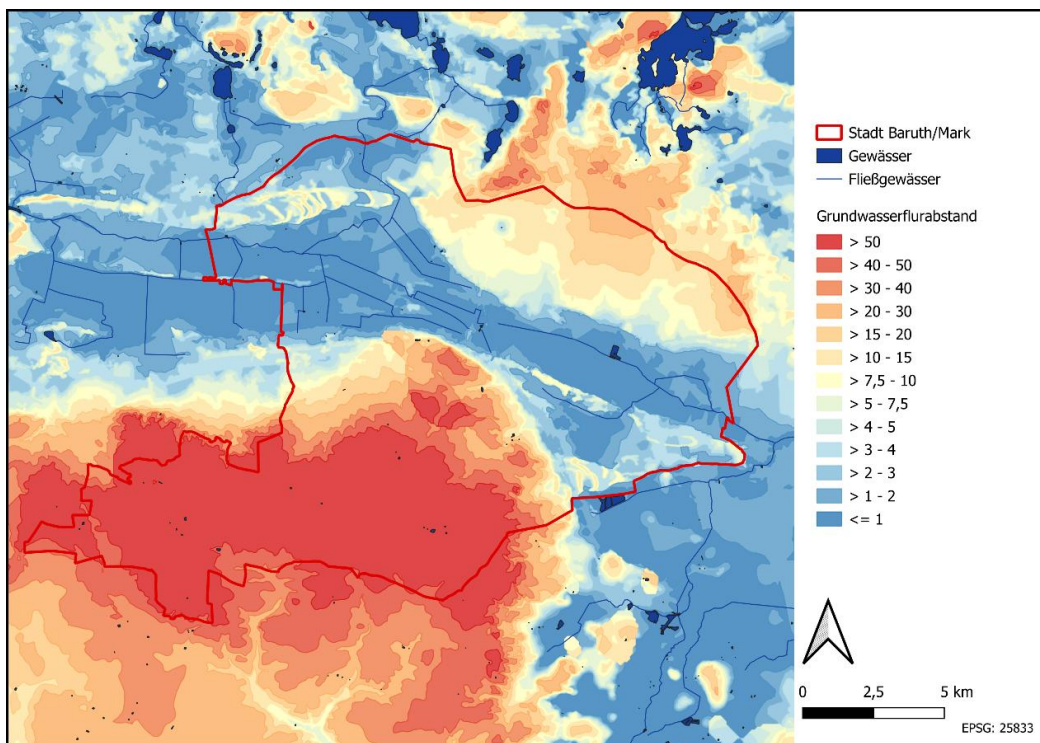 Stadt Baruth/Mark
Gewässer
Fließgewässer
Grundwasserflurabstand
> 50
> 40 - 50
> 30 - 40
> 20 - 30
> 15 - 20
> 10 - 15
> 7,5 - 10
> 5 - 7,5
> 4 - 5
> 3 - 4
> 2 - 3
> 1 - 2
<= 1
0 2,5 5 km
EPSG: 25833